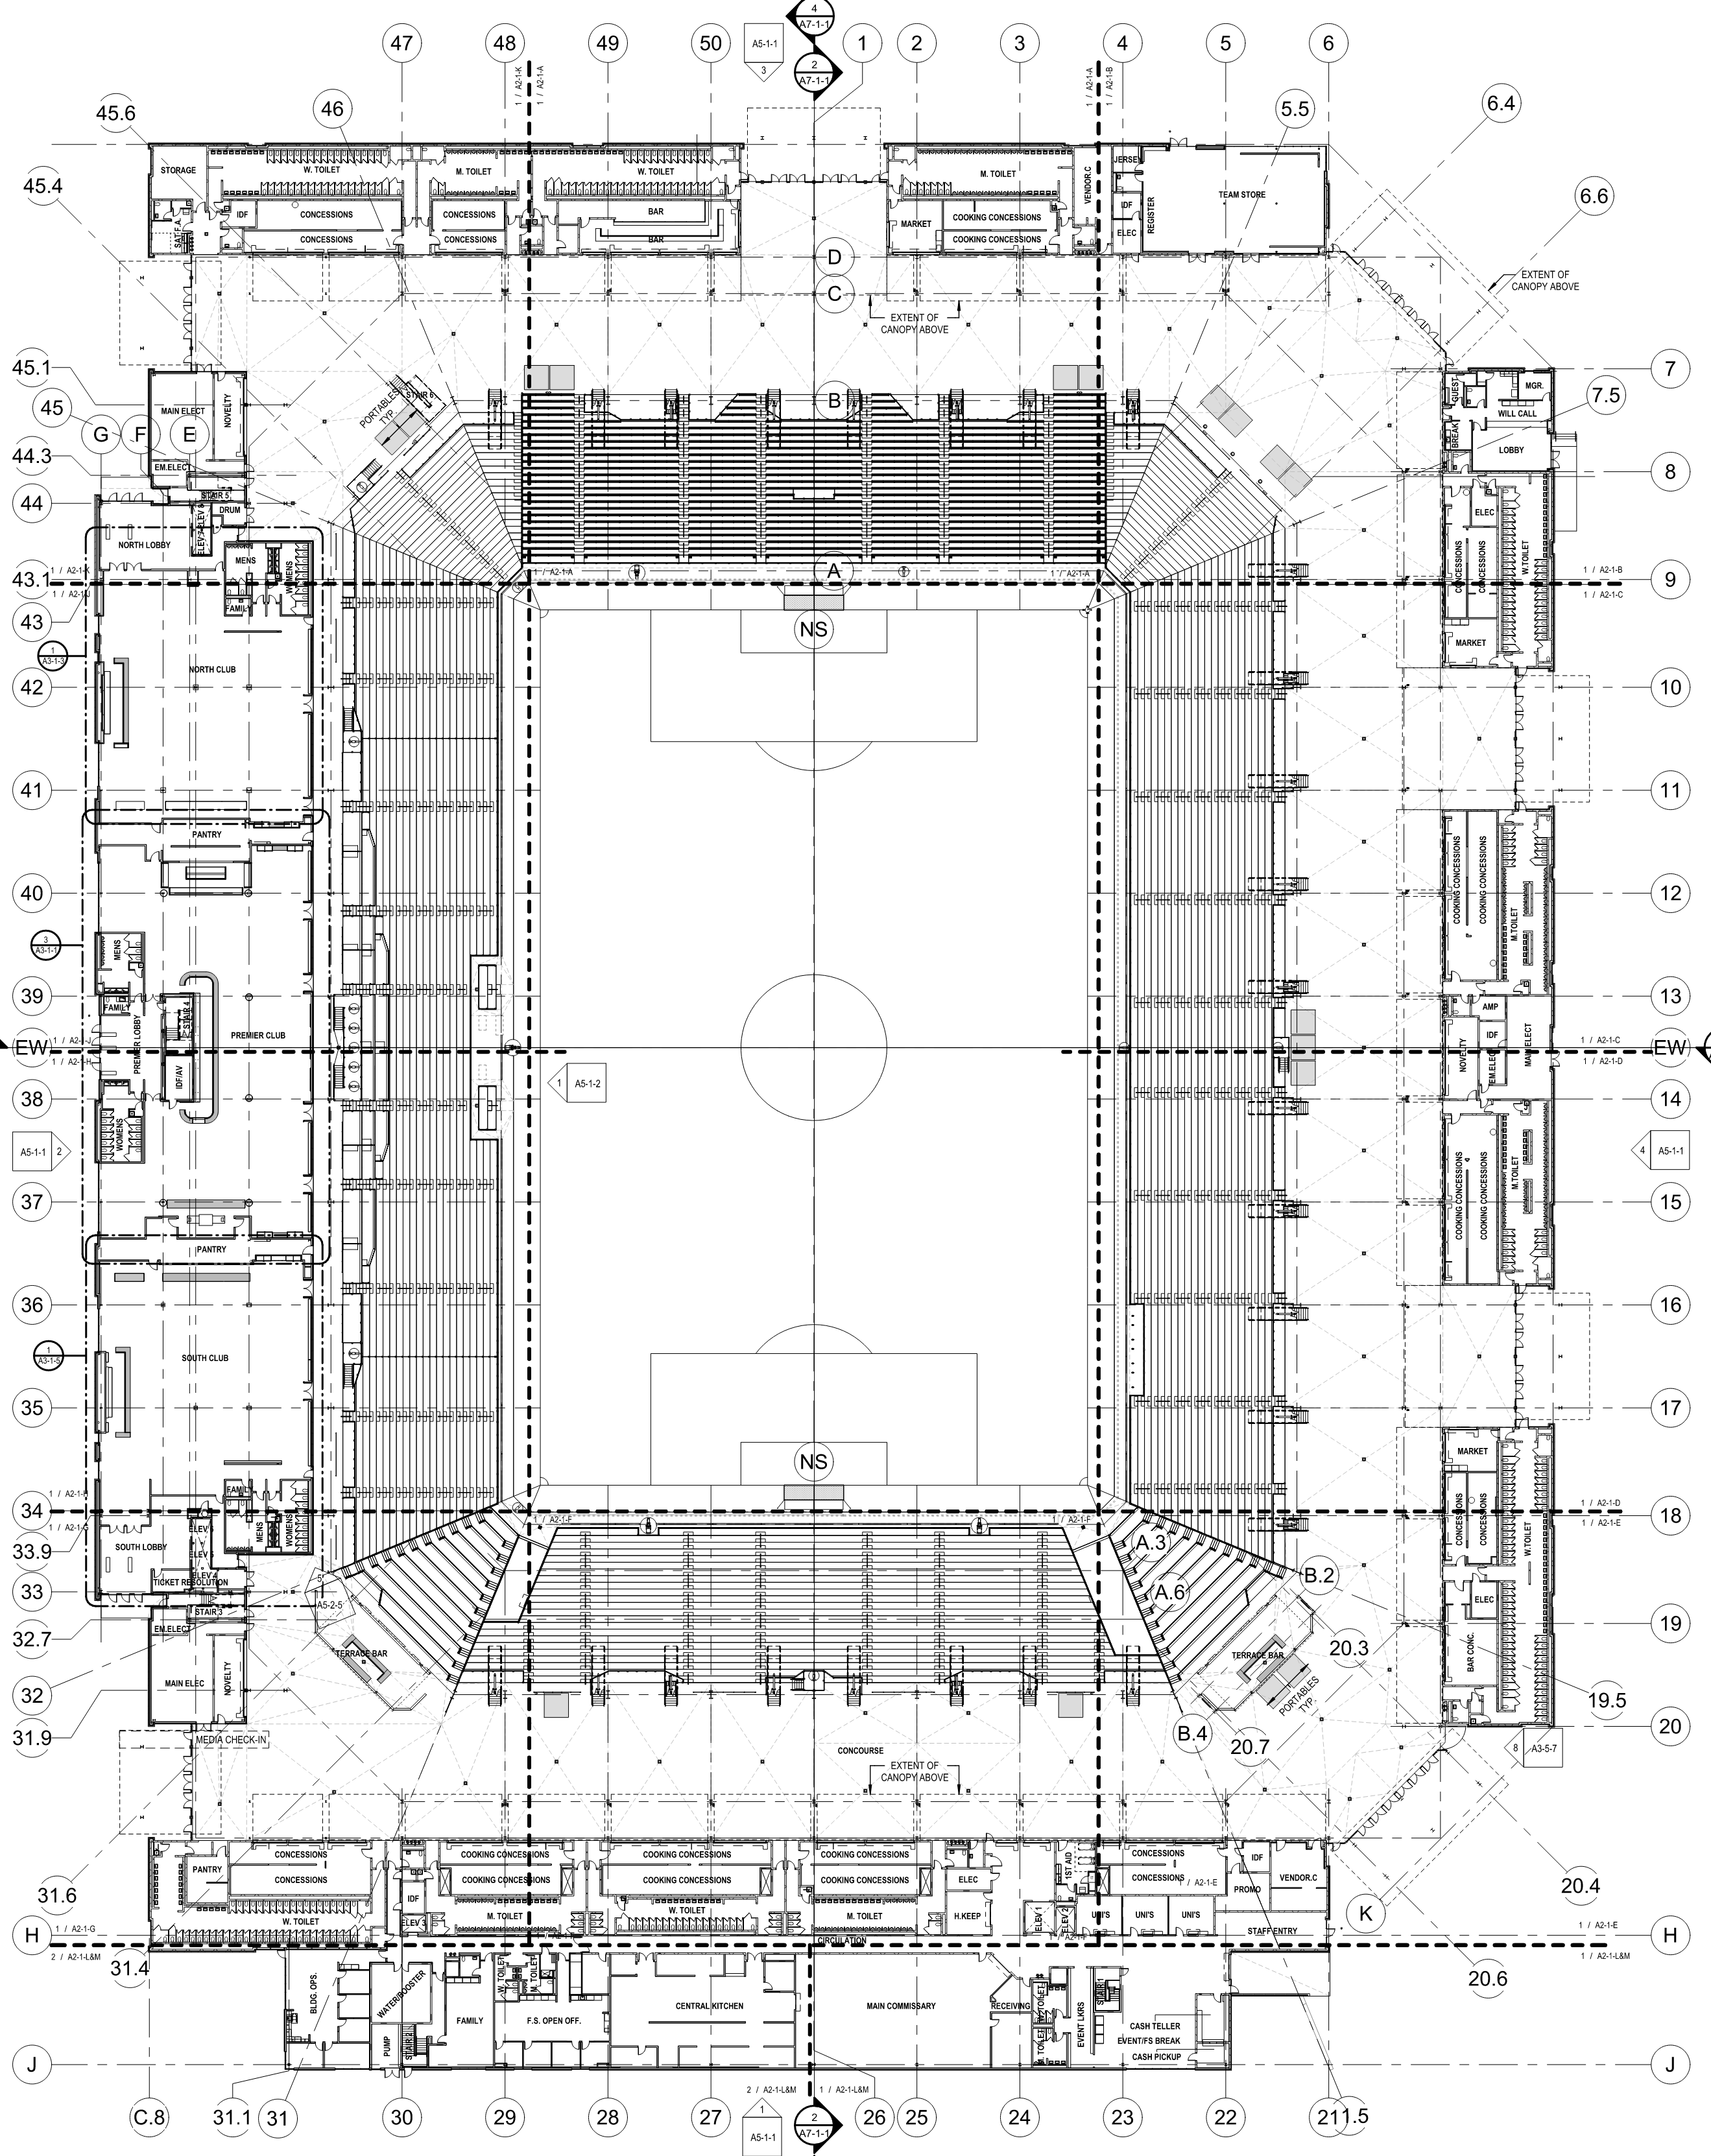 4
A7-1-1
A5-1-1
3
2
A7-1-1
47
48
49
50
1
2
3
4
5
6
1 / A2-1-K
1 / A2-1-A
1 / A2-1-A
1 / A2-1-B
45.6
46
5.5
6.4
45.4
6.6
STORAGE
W. TOILET
M. TOILET
W. TOILET
M. TOILET
VENDOR.C
JERSEY
TEAM STORE
IDF
CONCESSIONS
CONCESSIONS
BAR
MARKET
COOKING CONCESSIONS
IDF
REGISTER
CONCESSIONS
CONCESSIONS
BAR
COOKING CONCESSIONS
ELEC
D
C
EXTENT OF
CANOPY ABOVE
EXTENT OF
CANOPY ABOVE
45.1
45
G
F
E
44.3
44
43.1
43
42
41
40
39
EW
38
37
36
35
34
33.9
33
32.7
32
31.9
31.6
31.4
MAIN ELECT
NOVELTY
EM.ELECT
STAIR 5
DRUM
ELEV 7
ELEV 8
NORTH LOBBY
STAIR 6
PORTABLES
TYP.
B
A
NS
7
7.5
8
9
10
11
12
13
EW
14
15
16
17
18
19
19.5
20
GUEST
MGR.
WILL CALL
BREAK
LOBBY
ELEC
CONCESSIONS
CONCESSIONS
W.TOILET
MARKET
1 / A2-1-K
1 / A2-1-J
1 / A2-1-A
1 / A2-1-A
1 / A2-1-B
1 / A2-1-C
MENS
WOMENS
FAMILY
1
A3-1-3
NORTH CLUB
PANTRY
3
A3-1-1
MENS
FAMILY
STAIR 4
PREMIER LOBBY
PREMIER CLUB
IDF/AV
WOMENS
1 / A2-1-J
1 / A2-1-H
1
A5-1-2
A5-1-1
2
COOKING CONCESSIONS
COOKING CONCESSIONS
M.TOILET
AMP
IDF
NOVELTY
EM.ELEC
MAIN ELECT
1 / A2-1-C
1 / A2-1-D
COOKING CONCESSIONS
COOKING CONCESSIONS
M.TOILET
4
A5-1-1
PANTRY
1
A3-1-5
SOUTH CLUB
NS
1 / A2-1-H
1 / A2-1-G
1 / A2-1-F
1 / A2-1-F
1 / A2-1-D
1 / A2-1-E
FAMILY
MENS
WOMENS
SOUTH LOBBY
ELEV 6
ELEV 5
ELEV 4
TICKET RESOLUTION
STAIR 3
EM.ELECT
MAIN ELEC
NOVELTY
5
A5-2-5
TERRACE BAR
MEDIA CHECK-IN
A.3
A.6
B.2
B.4
20.3
20.7
TERRACE BAR
PORTABLES
TYP.
MARKET
CONCESSIONS
CONCESSIONS
W.TOILET
ELEC
BAR CONC.
8
A3-5-7
CONCOURSE
EXTENT OF
CANOPY ABOVE
PANTRY
CONCESSIONS
CONCESSIONS
W. TOILET
IDF
ELEV 3
COOKING CONCESSIONS
COOKING CONCESSIONS
M. TOILET
COOKING CONCESSIONS
COOKING CONCESSIONS
W. TOILET
COOKING CONCESSIONS
COOKING CONCESSIONS
M. TOILET
ELEC
H.KEEP
1ST AID
ELEV 1
ELEV 2
CONCESSIONS
CONCESSIONS
1 / A2-1-E
UNI'S
UNI'S
UNI'S
PROMO
IDF
VENDOR.C
STAFF ENTRY
CIRCULATION
20.4
K
20.6
H
1 / A2-1-G
2 / A2-1-L&M
1 / A2-1-E
1 / A2-1-L&M
H
BLDG. OPS.
WATER/BOOSTER
PUMP
STAIR 2
FAMILY
W. TOILET
M. TOILET
F.S. OPEN OFF.
CENTRAL KITCHEN
MAIN COMMISSARY
RECEIVING
W. TOILET
M. TOILET
EVENT LKRS
STAIR 1
CASH TELLER
EVENT/FS BREAK
CASH PICKUP
J
J
2 / A2-1-L&M
1 / A2-1-L&M
C.8
31.1
31
30
29
28
27
1
A5-1-1
2
A7-1-1
26
25
24
23
22
21